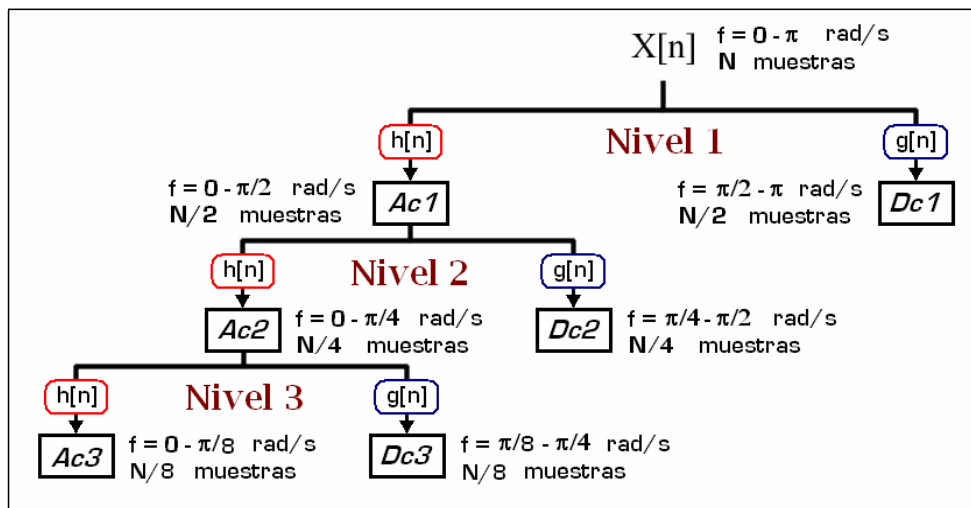 X[n]
f = 0 - π rad/s
N muestras
h[n]
Nivel 1
g[n]
f = 0 - π/2 rad/s
N/2 muestras
Ac1
f = π/2 - π rad/s
N/2 muestras
Dc1
h[n]
Nivel 2
g[n]
Ac2
f = 0 - π/4 rad/s
N/4 muestras
Dc2
f = π/4 - π/2 rad/s
N/4 muestras
h[n]
Nivel 3
g[n]
Ac3
f = 0 - π/8 rad/s
N/8 muestras
Dc3
f = π/8 - π/4 rad/s
N/8 muestras